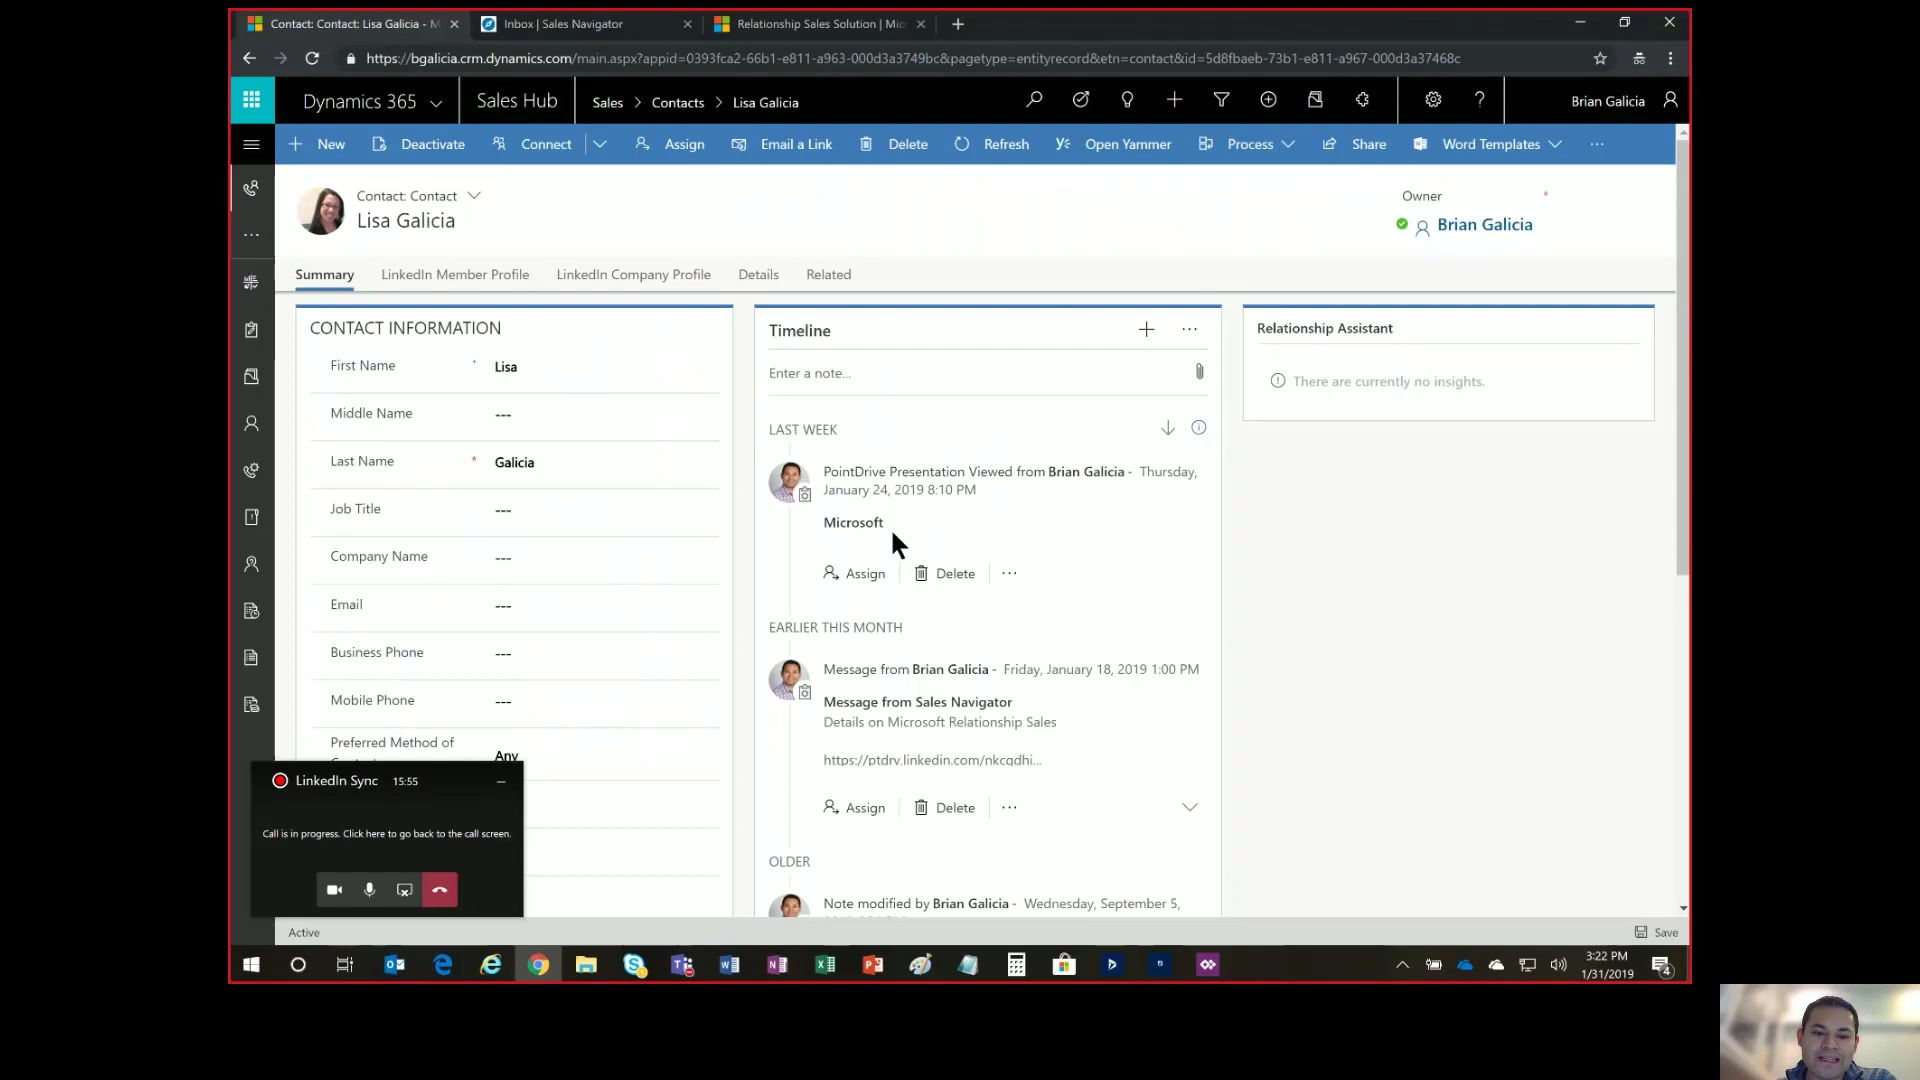 Contact: Contact: Lisa Galicia - M
Inbox | Sales Navigator
Relationship Sales Solution | Mic
https://bgalicia.crm.dynamics.com/main.aspx?appid=0393fca2-66b1-e811-a963-000d3a3749bc&pagetype=entityrecord&etn=contact&id=5d8fbaeb-73b1-e811-a967-000d3a37468c
Dynamics 365
Sales Hub
Sales > Contacts > Lisa Galicia
Brian Galicia
New
Deactivate
Connect
Assign
Email a Link
Delete
Refresh
Open Yammer
Process
Share
Word Templates
Contact: Contact
Lisa Galicia
Owner *
Brian Galicia
Summary
LinkedIn Member Profile
LinkedIn Company Profile
Details
Related
CONTACT INFORMATION
First Name Lisa
Middle Name ---
Last Name * Galicia
Job Title ---
Company Name ---
Email ---
Business Phone ---
Mobile Phone ---
Preferred Method of
Any
Timeline
Enter a note...
LAST WEEK
PointDrive Presentation Viewed from Brian Galicia - Thursday,
January 24, 2019 8:10 PM
Microsoft
Assign Delete ...
EARLIER THIS MONTH
Message from Brian Galicia - Friday, January 18, 2019 1:00 PM
Message from Sales Navigator
Details on Microsoft Relationship Sales
https://ptdrv.linkedin.com/nkcqdhi...
Assign Delete ...
OLDER
Note modified by Brian Galicia - Wednesday, September 5,
Relationship Assistant
There are currently no insights.
LinkedIn Sync 15:55
Call is in progress. Click here to go back to the call screen.
Active
Save
3:22 PM
1/31/2019
4